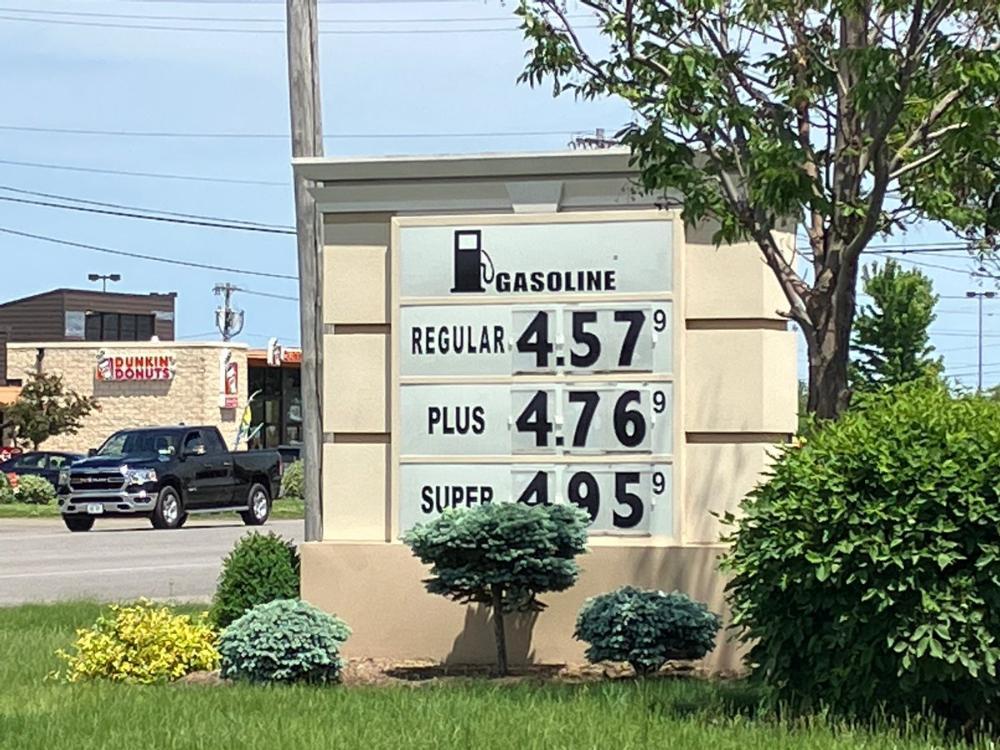 GASOLINE
REGULAR 4.57 9
PLUS 4.76 9
SUPER 4.95 9
DUNKIN'
DONUTS